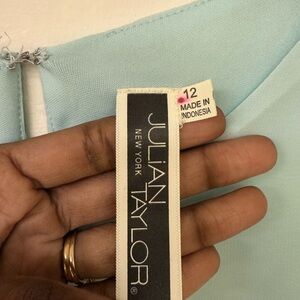 JULIAN TAYLOR®
NEW YORK
12
MADE IN
INDONESIA